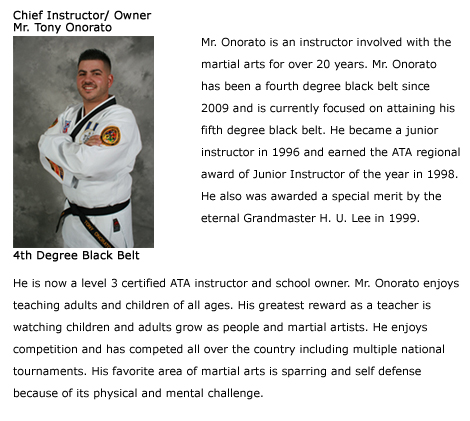 Chief Instructor/ Owner
Mr. Tony Onorato
Mr. Onorato is an instructor involved with the
martial arts for over 20 years. Mr. Onorato
has been a fourth degree black belt since
2009 and is currently focused on attaining his
fifth degree black belt. He became a junior
instructor in 1996 and earned the ATA regional
award of Junior Instructor of the year in 1998.
He also was awarded a special merit by the
eternal Grandmaster H. U. Lee in 1999.
4th Degree Black Belt
He is now a level 3 certified ATA instructor and school owner. Mr. Onorato enjoys
teaching adults and children of all ages. His greatest reward as a teacher is
watching children and adults grow as people and martial artists. He enjoys
competition and has competed all over the country including multiple national
tournaments. His favorite area of martial arts is sparring and self defense
because of its physical and mental challenge.